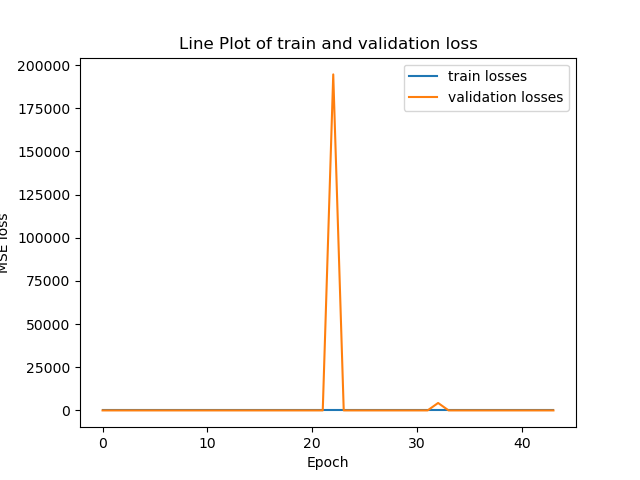 Line Plot of train and validation loss
200000
175000
150000
125000
100000
75000
50000
25000
0
MSE loss
train losses
validation losses
0 10 20 30 40
Epoch